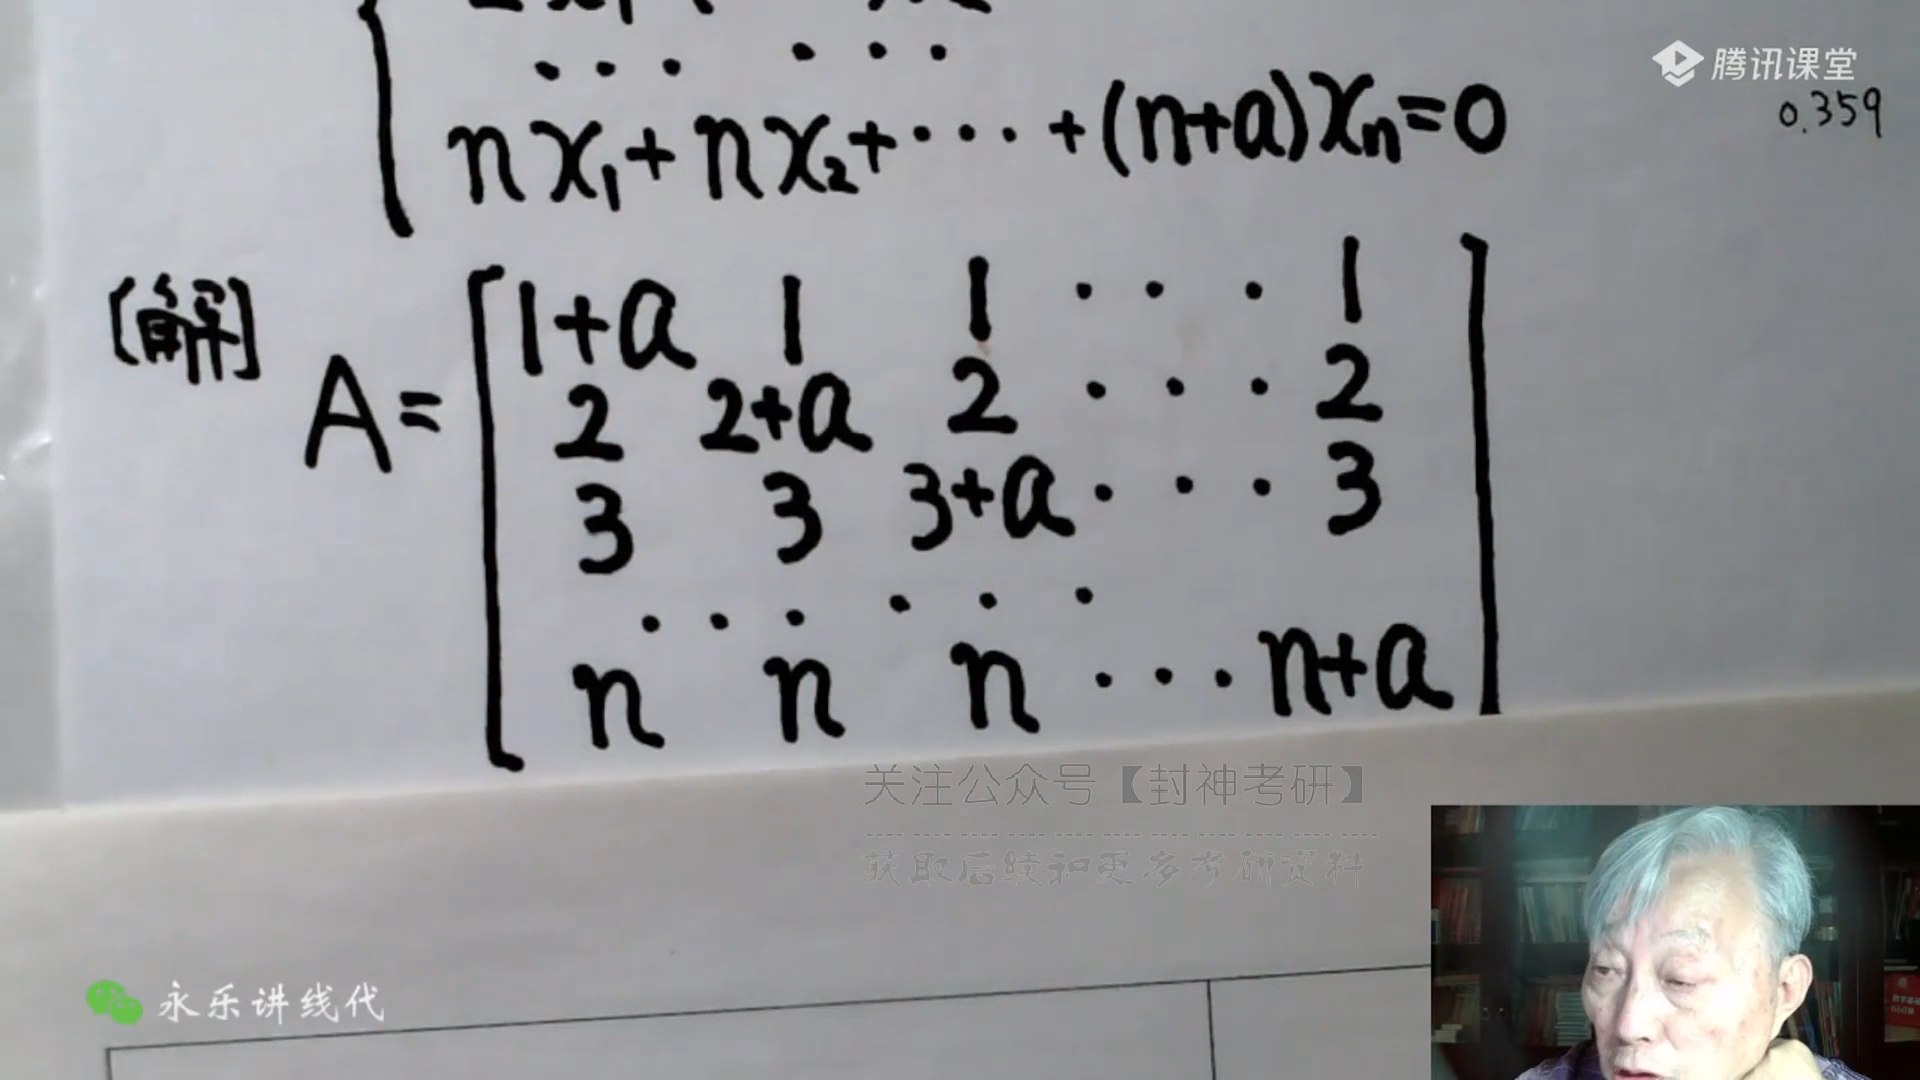 腾讯课堂
0.359
··· ···
nx₁+nx₂+···+(n+a)xₙ=0
[解]
A=[1+a 1 1 ··· 1
2 2+a 2 ··· 2
3 3 3+a ··· 3
··· ···
n n n ··· n+a]
关注公众号【封神考研】
获取后续和更多考研资料
永乐讲线代